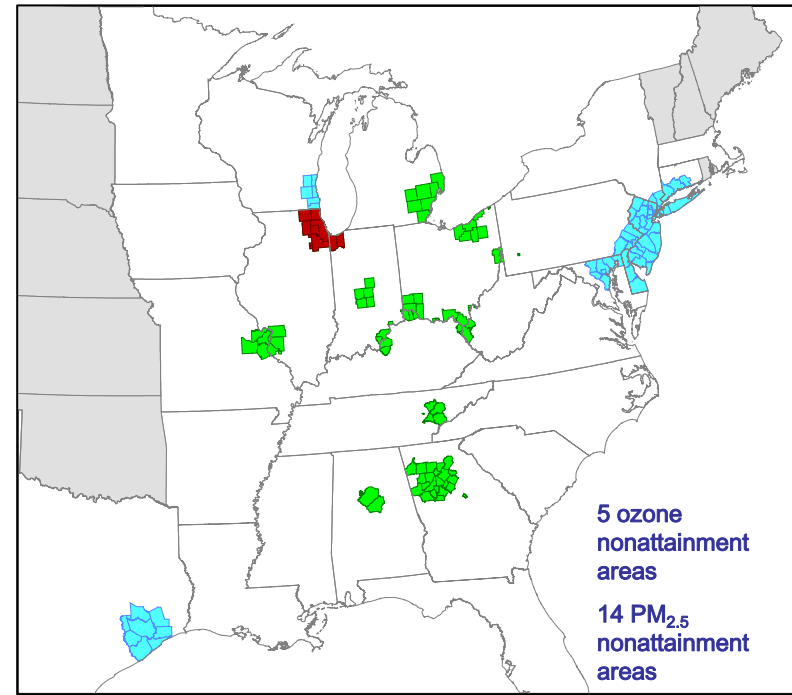 5 ozone
nonattainment
areas
14 PM₂.₅
nonattainment
areas